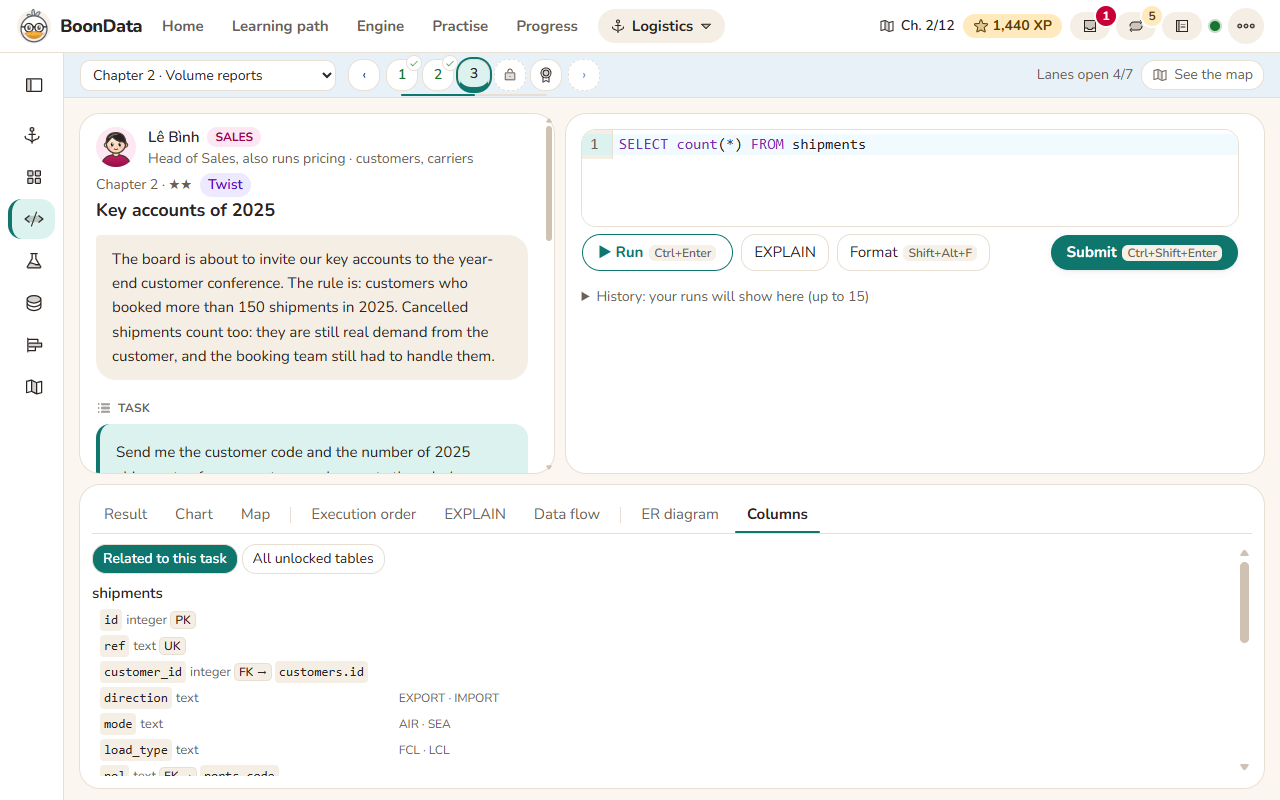 BoonData Home Learning path Engine Practise Progress Logistics Ch. 2/12 1,440 XP 1 5
Chapter 2 · Volume reports ‹ 1 2 3 › Lanes open 4/7 See the map
Lê Bình SALES
Head of Sales, also runs pricing · customers, carriers
Chapter 2 · ★★ Twist
Key accounts of 2025
The board is about to invite our key accounts to the year-
end customer conference. The rule is: customers who
booked more than 150 shipments in 2025. Cancelled
shipments count too: they are still real demand from the
customer, and the booking team still had to handle them.
TASK
Send me the customer code and the number of 2025
1 SELECT count(*) FROM shipments
Run Ctrl+Enter EXPLAIN Format Shift+Alt+F Submit Ctrl+Shift+Enter
History: your runs will show here (up to 15)
Result Chart Map Execution order EXPLAIN Data flow ER diagram Columns
Related to this task All unlocked tables
shipments
id integer PK
ref text UK
customer_id integer FK → customers.id
direction text EXPORT · IMPORT
mode text AIR · SEA
load_type text FCL · LCL
pol text FK → ports.code